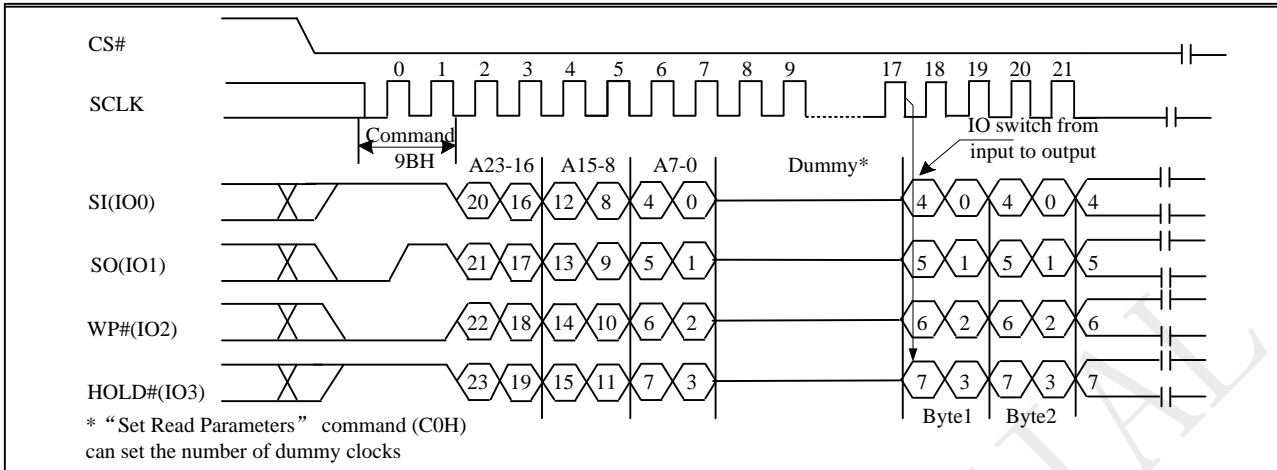 CS#
0 1 2 3 4 5 6 7 8 9 17 18 19 20 21
SCLK
Command
9BH
IO switch from
input to output
A23-16 A15-8 A7-0 Dummy*
SI(IO0) 20 16 12 8 4 0 4 0 4 0 4
SO(IO1) 21 17 13 9 5 1 5 1 5 1 5
WP#(IO2) 22 18 14 10 6 2 6 2 6 2 6
HOLD#(IO3) 23 19 15 11 7 3 7 3 7 3 7
Byte1 Byte2
* “Set Read Parameters” command (C0H)
can set the number of dummy clocks